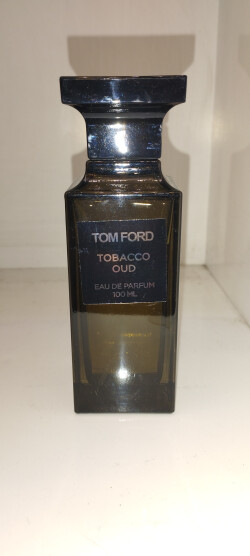 TOM FORD
TOBACCO
OUD
EAU DE PARFUM
100 ML